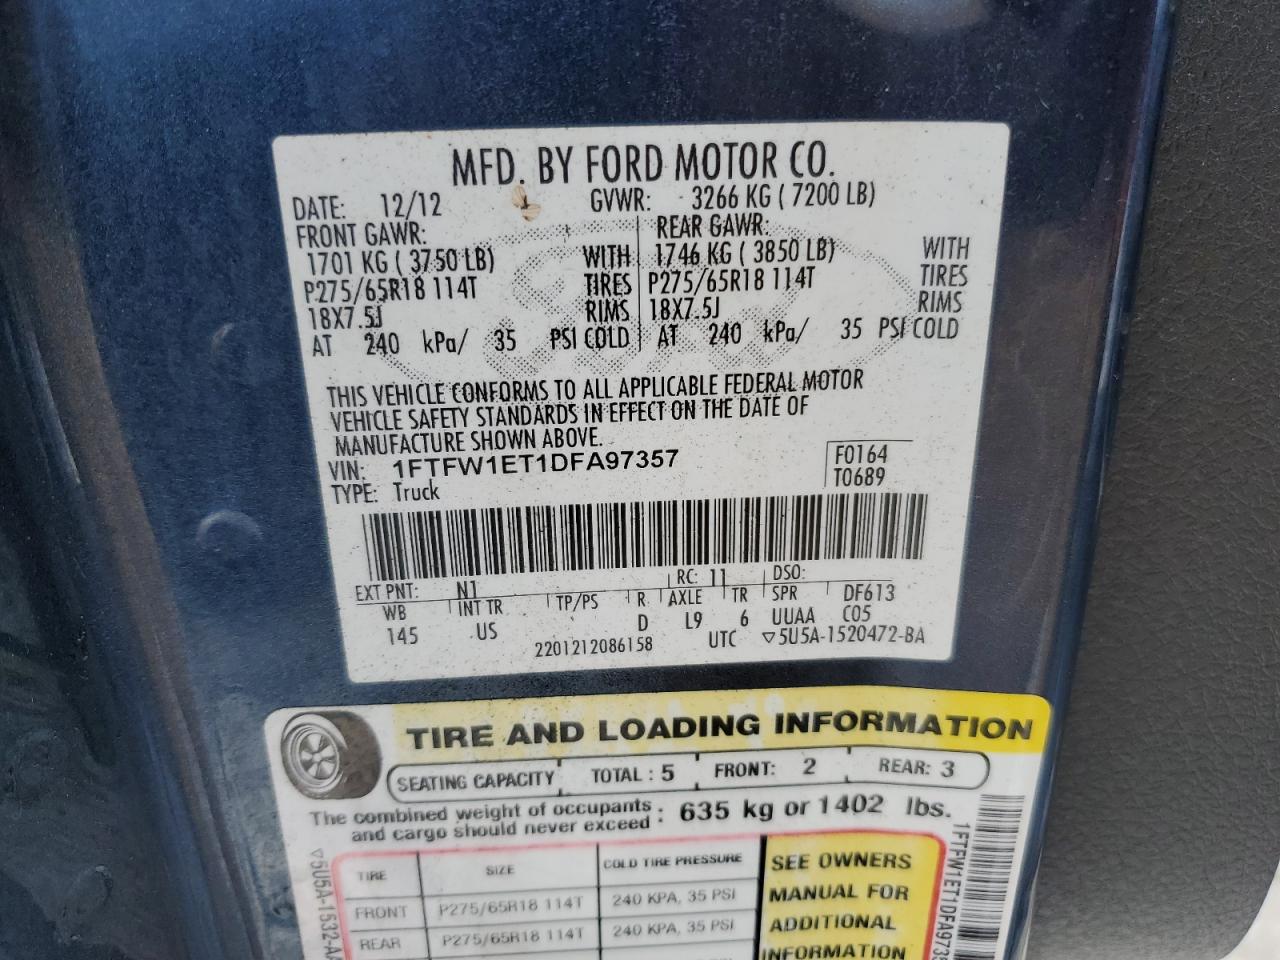 MFD. BY FORD MOTOR CO.
DATE: 12/12 GVWR: 3266 KG ( 7200 LB)
FRONT GAWR: REAR GAWR:
1701 KG ( 3750 LB) WITH 1746 KG ( 3850 LB) WITH
P275/65R18 114T TIRES P275/65R18 114T TIRES
18X7.5J RIMS 18X7.5J RIMS
AT 240 kPa/ 35 PSI COLD AT 240 kPa/ 35 PSI COLD
THIS VEHICLE CONFORMS TO ALL APPLICABLE FEDERAL MOTOR
VEHICLE SAFETY STANDARDS IN EFFECT ON THE DATE OF
MANUFACTURE SHOWN ABOVE.
VIN: 1FTFW1ET1DFA97357 F0164
TYPE: Truck T0689
EXT PNT: N1 RC: 11 DSO:
WB INT TR TP/PS R AXLE TR SPR DF613
145 US D L9 6 UUAA C05
2201212086158 UTC ▽5U5A-1520472-BA
TIRE AND LOADING INFORMATION
SEATING CAPACITY TOTAL : 5 FRONT: 2 REAR: 3
The combined weight of occupants
and cargo should never exceed : 635 kg or 1402 lbs.
TIRE SIZE COLD TIRE PRESSURE
FRONT P275/65R18 114T 240 KPA, 35 PSI
REAR P275/65R18 114T 240 KPA, 35 PSI
SEE OWNERS
MANUAL FOR
ADDITIONAL
INFORMATION
▽5U5A-1532-AA
1FTFW1ET1DFA9735